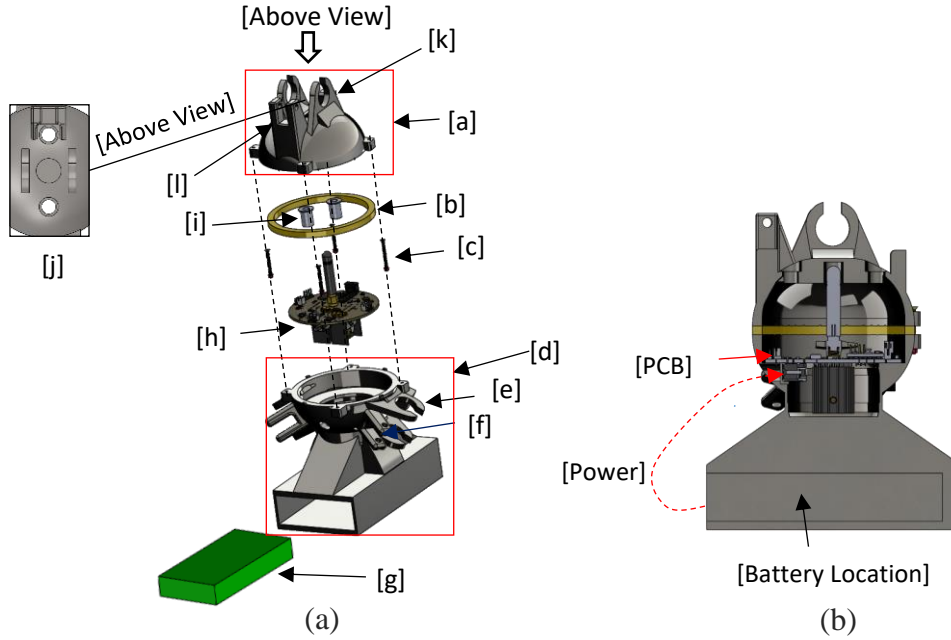 [Above View]
[k]
[Above View]
[a]
[l]
[i]
[b]
[j]
[c]
[h]
[d]
[PCB]
[e]
[f]
[Power]
[g]
[Battery Location]
(a)
(b)